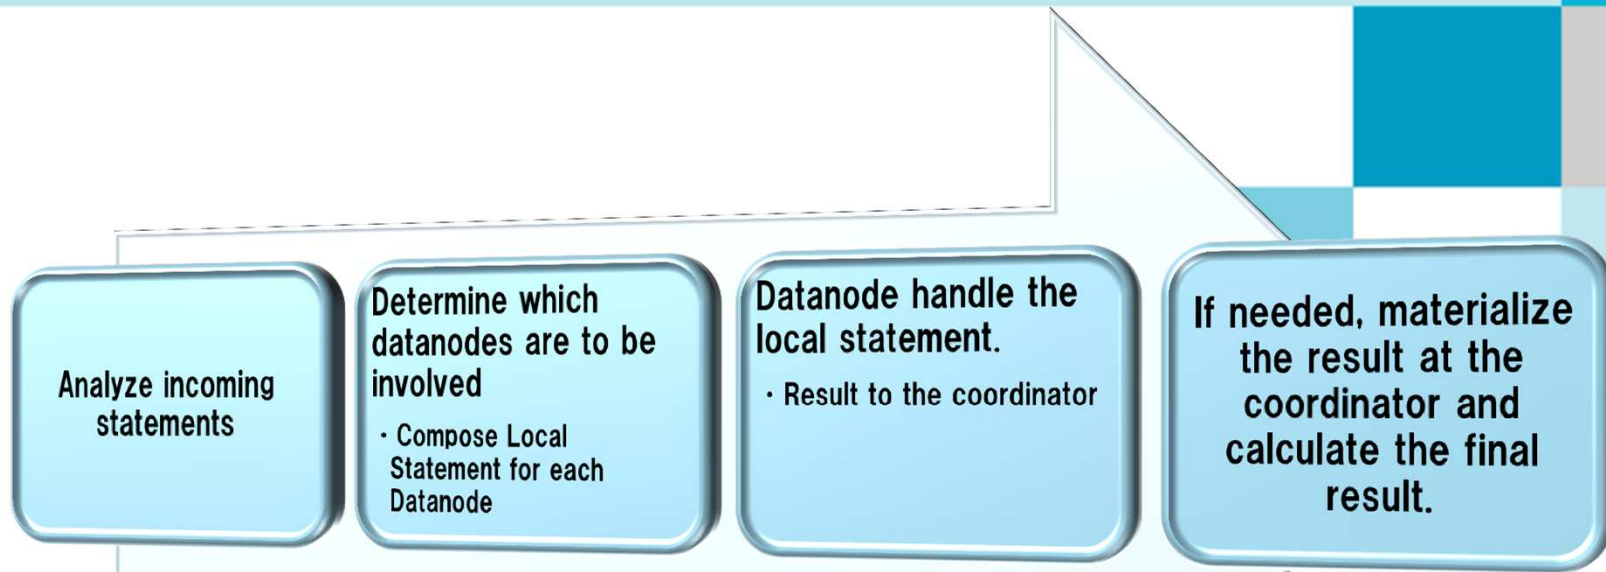 Analyze incoming
statements
Determine which
datanodes are to be
involved
・Compose Local
Statement for each
Datanode
Datanode handle the
local statement.
・Result to the coordinator
If needed, materialize
the result at the
coordinator and
calculate the final
result.